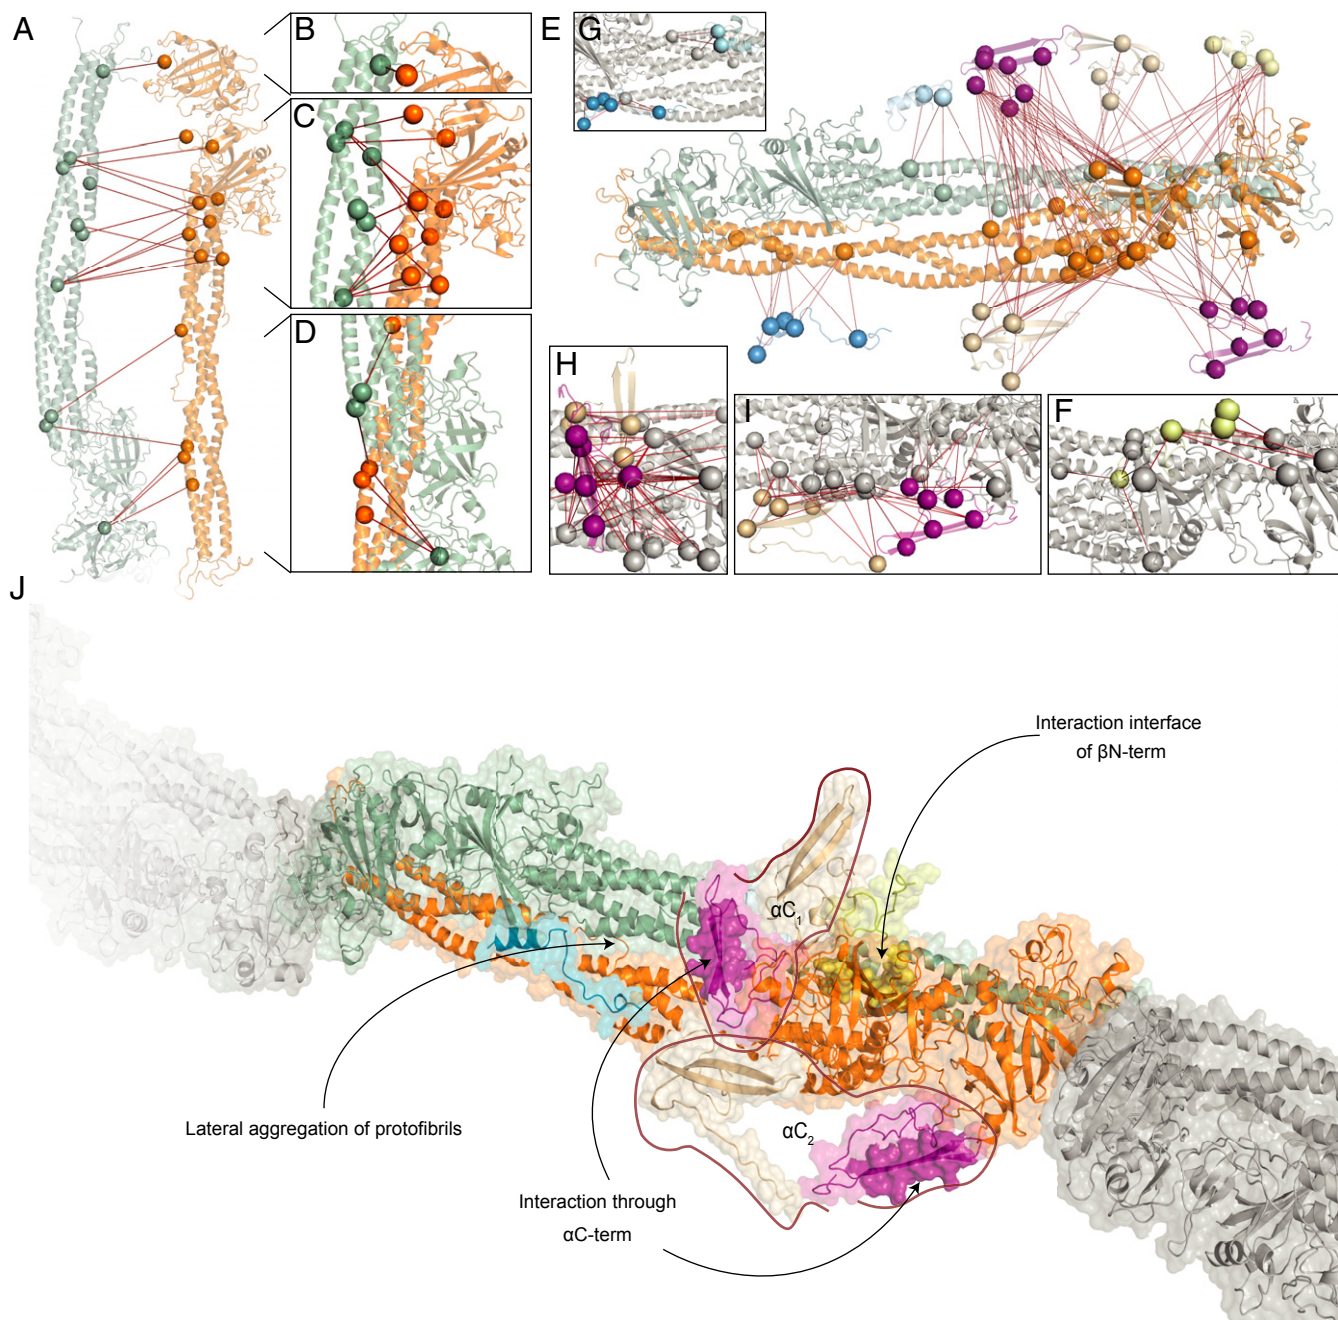 A
B
C
D
E
G
H
I
F
J
Interaction interface
of βN-term
αC1
Lateral aggregation of protofibrils
αC2
Interaction through
αC-term